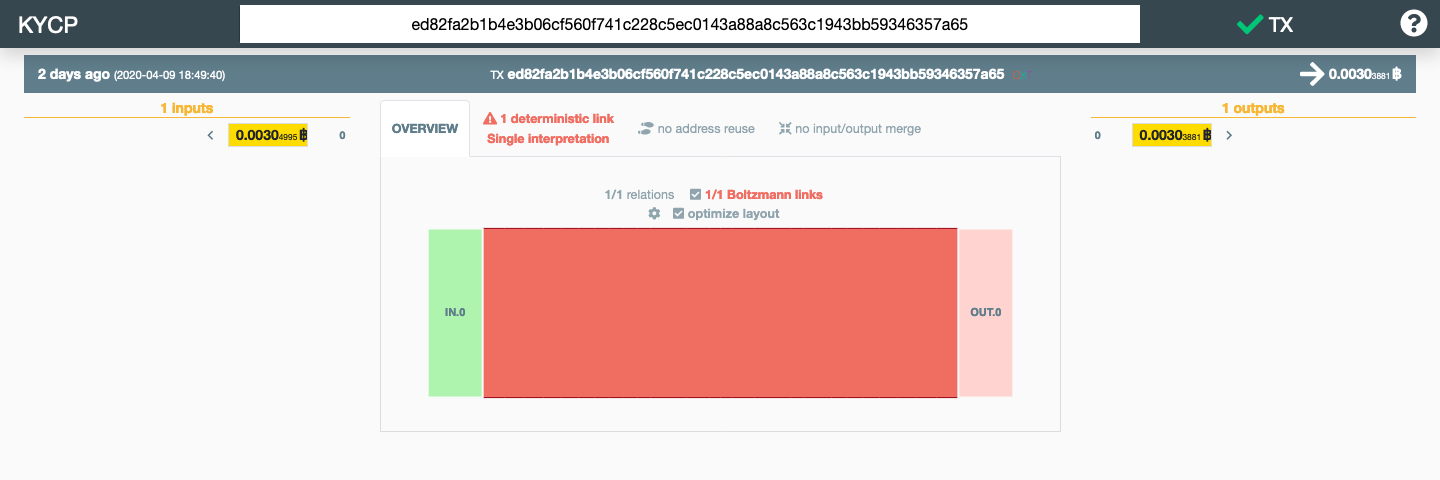 KYCP
ed82fa2b1b4e3b06cf560f741c228c5ec0143a88a8c563c1943bb59346357a65
TX
2 days ago (2020-04-09 18:49:40)
TX ed82fa2b1b4e3b06cf560f741c228c5ec0143a88a8c563c1943bb59346357a65
0.00303881 ฿
1 inputs
0.00304995 ฿
0
OVERVIEW
1 deterministic link
Single interpretation
no address reuse
no input/output merge
1/1 relations
1/1 Boltzmann links
optimize layout
IN.0
OUT.0
1 outputs
0
0.00303881 ฿